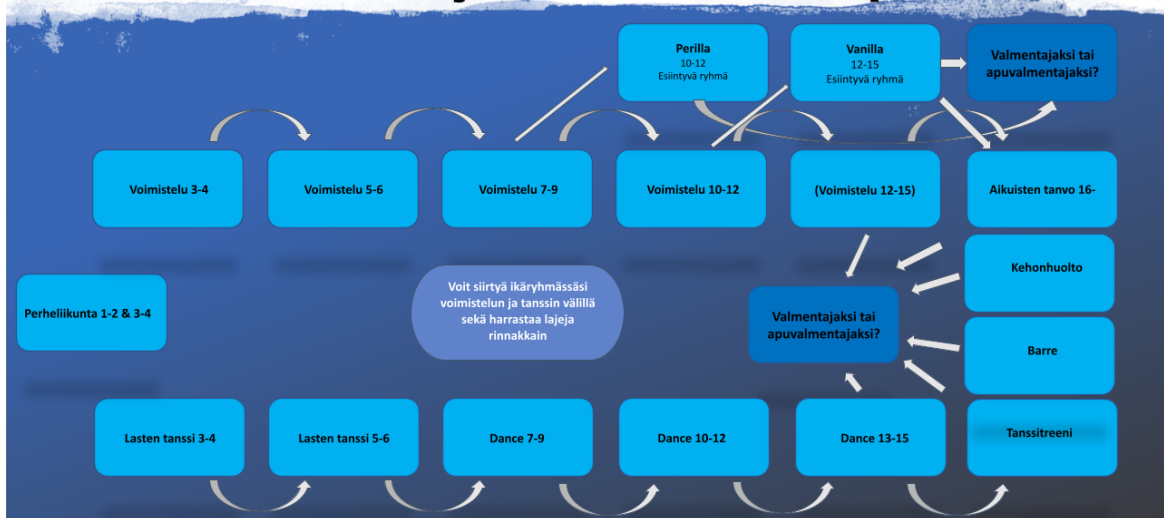 Perilla
10-12
Esiintyvä ryhmä
Vanilla
12-15
Esiintyvä ryhmä
Valmentajaksi tai
apuvalmentajaksi?
Voimistelu 3-4
Voimistelu 5-6
Voimistelu 7-9
Voimistelu 10-12
(Voimistelu 12-15)
Aikuisten tanvo 16-
Perheliikunta 1-2 & 3-4
Voit siirtyä ikäryhmässäsi
voimistelun ja tanssin välillä
sekä harrastaa lajeja
rinnakkain
Valmentajaksi tai
apuvalmentajaksi?
Kehonhuolto
Barre
Lasten tanssi 3-4
Lasten tanssi 5-6
Dance 7-9
Dance 10-12
Dance 13-15
Tanssitreeni